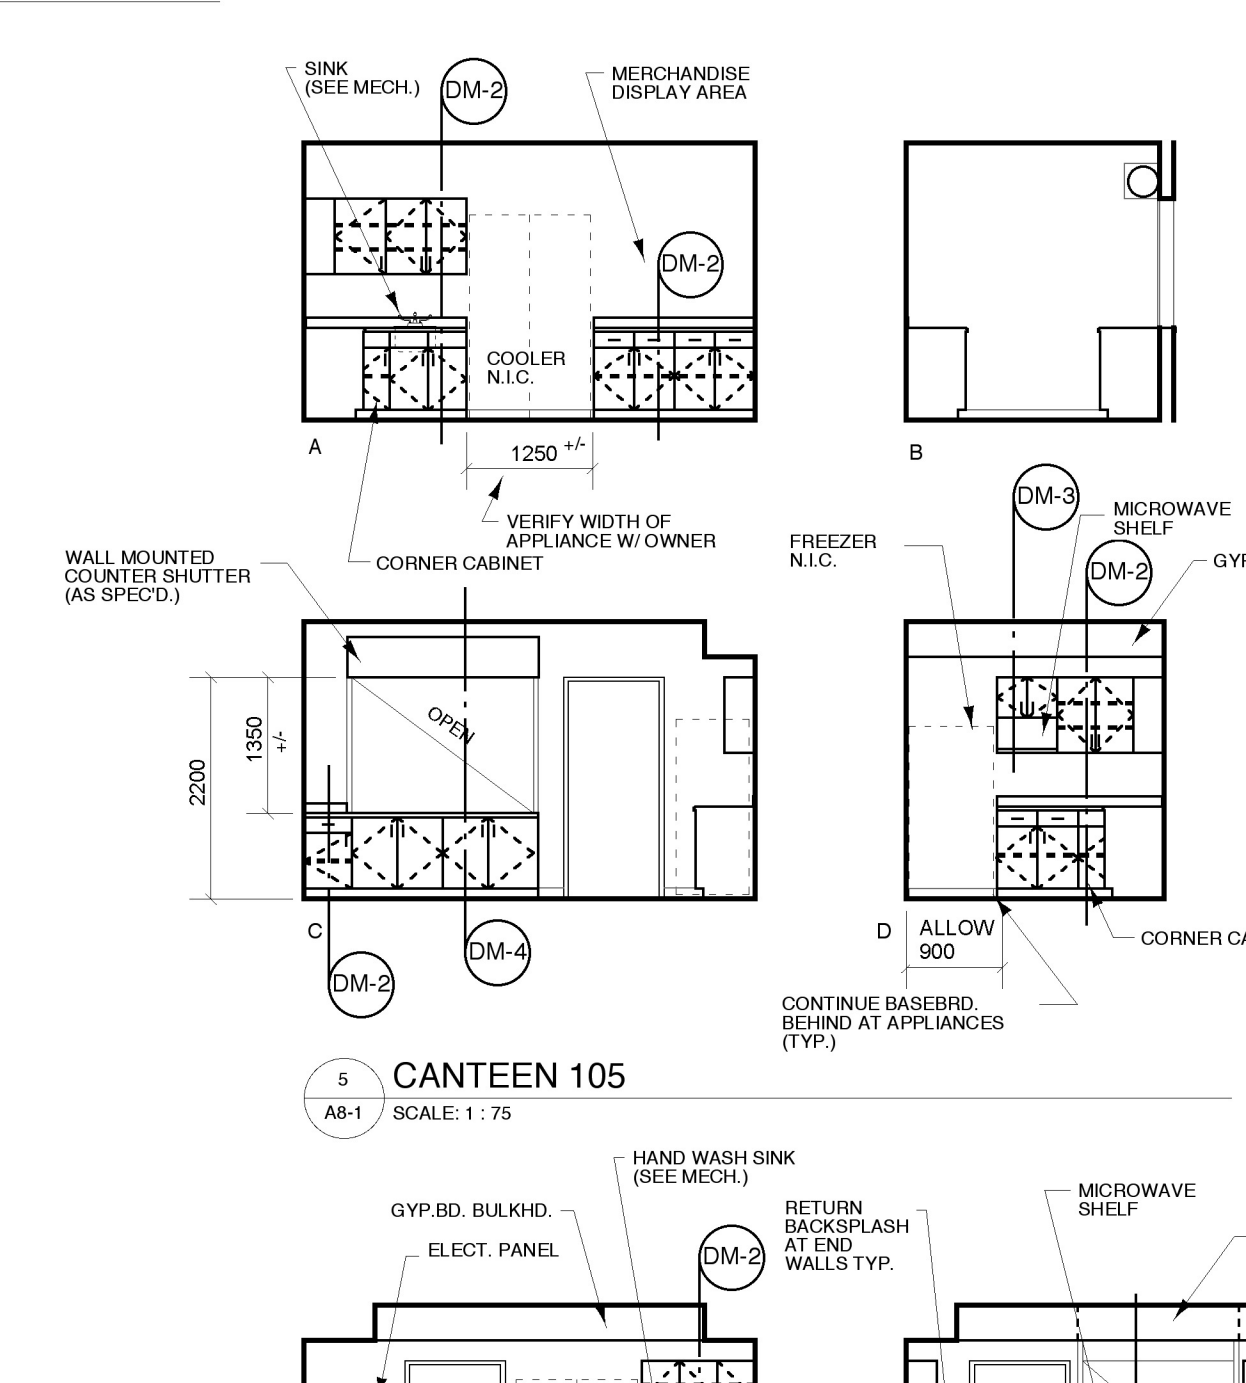 SINK
(SEE MECH.)
DM-2
MERCHANDISE
DISPLAY AREA
DM-2
COOLER
N.I.C.
A
1250 +/-
B
VERIFY WIDTH OF
APPLIANCE W/ OWNER
CORNER CABINET
WALL MOUNTED
COUNTER SHUTTER
(AS SPEC'D.)
FREEZER
N.I.C.
DM-3
MICROWAVE
SHELF
DM-2
GYP
OPEN
1350
+/-
2200
C
DM-2
DM-4
D
ALLOW
900
CORNER CA
CONTINUE BASEBRD.
BEHIND AT APPLIANCES
(TYP.)
5
A8-1
CANTEEN 105
SCALE: 1 : 75
HAND WASH SINK
(SEE MECH.)
GYP.BD. BULKHD.
ELECT. PANEL
DM-2
RETURN
BACKSPLASH
AT END
WALLS TYP.
MICROWAVE
SHELF